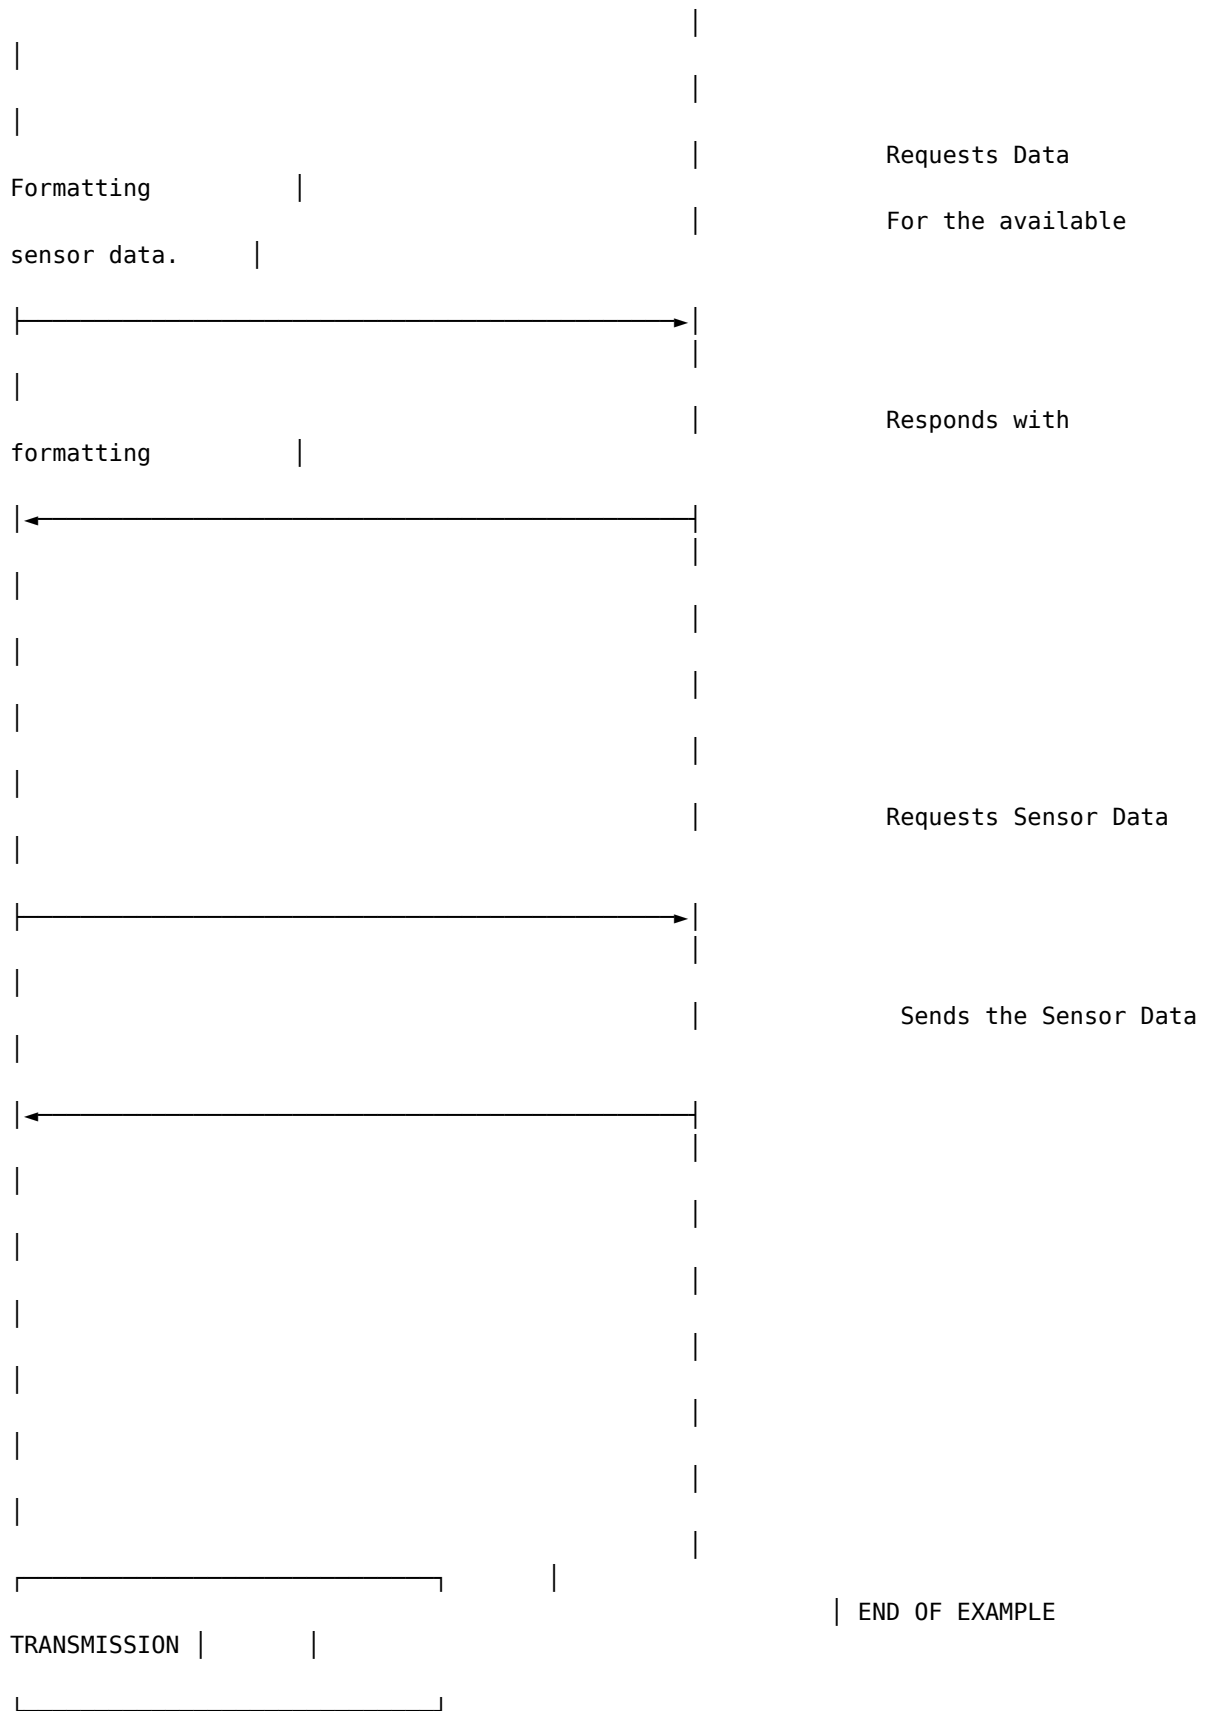 Requests Data
Formatting
For the available
sensor data.
Responds with
formatting
Requests Sensor Data
Sends the Sensor Data
END OF EXAMPLE
TRANSMISSION